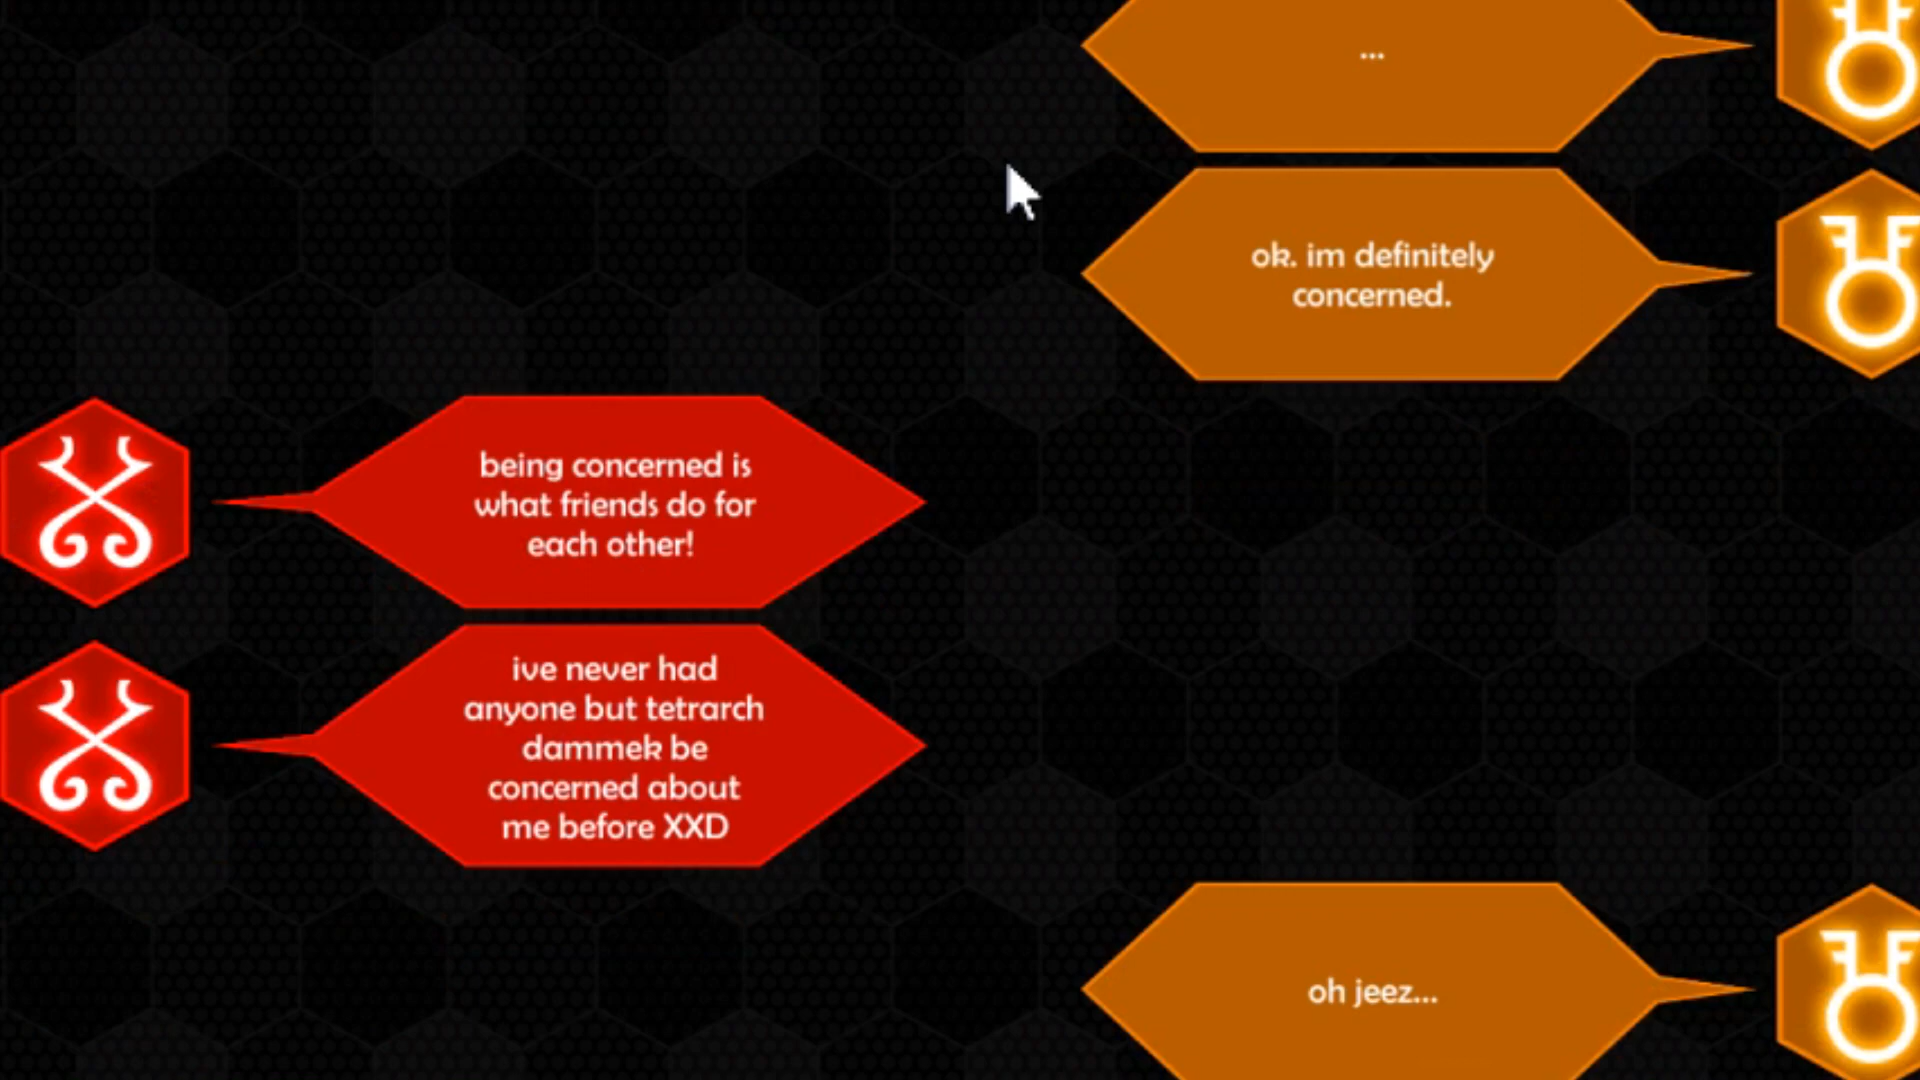 ...
ok. im definitely
concerned.
being concerned is
what friends do for
each other!
ive never had
anyone but tetrarch
dammek be
concerned about
me before XXD
oh jeez...